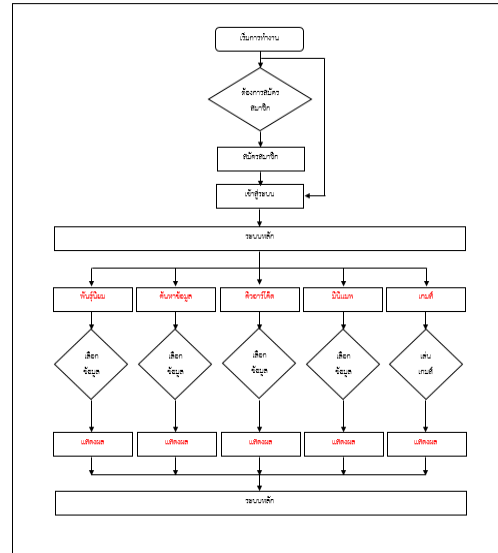 เริ่มการทำงาน
ต้องการสมัคร
สมาชิก
สมัครสมาชิก
เข้าสู่ระบบ
ระบบหลัก
พันธุ์นิยม
ค้นหาข้อมูล
คิวอาร์โค้ด
มินิแมพ
เกมส์
เลือก
ข้อมูล
เลือก
ข้อมูล
เลือก
ข้อมูล
เลือก
ข้อมูล
เล่น
เกมส์
แสดงผล
แสดงผล
แสดงผล
แสดงผล
แสดงผล
ระบบหลัก